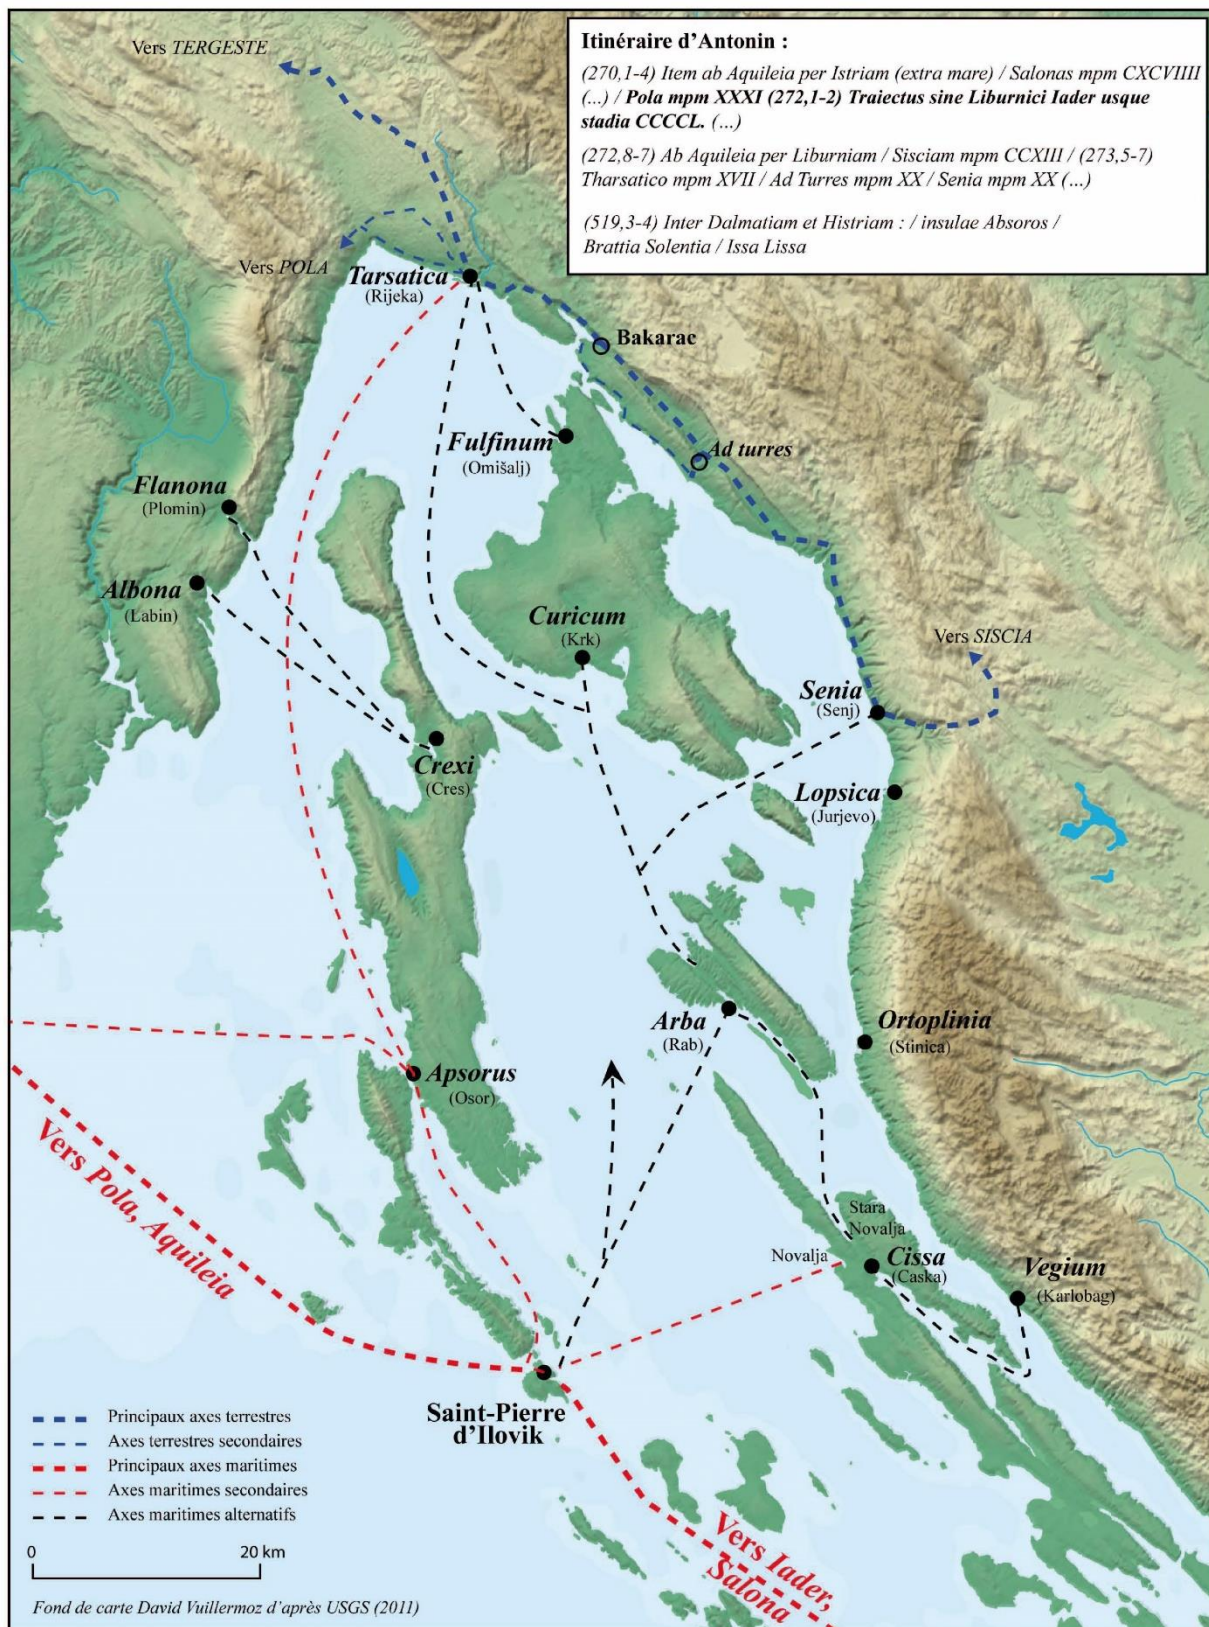 Itinéraire d'Antonin :
(270,1-4) Item ab Aquileia per Istriam (extra mare) / Salonas mpm CXCVIIII
(...) / Pola mpm XXXI (272,1-2) Traiectus sine Liburnici Iader usque
stadia CCCCL. (...)
(272,8-7) Ab Aquileia per Liburniam / Sisciam mpm CCXIII / (273,5-7)
Tharsatico mpm XVII / Ad Turres mpm XX / Senia mpm XX (...)
(519,3-4) Inter Dalmatiam et Histriam : / insulae Absoros /
Brattia Solentia / Issa Lissa
Vers TERGESTE
Vers POLA
Tarsatica
(Rijeka)
Bakarac
Fulfinum
(Omišalj)
Ad turres
Flanona
(Plomin)
Albona
(Labin)
Curicum
(Krk)
Vers SISCIA
Senia
(Senj)
Crexi
(Cres)
Lopsica
(Jurjevo)
Arba
(Rab)
Ortoplinia
(Stinica)
Apsorus
(Osor)
Vers Pola, Aquileia
Stara
Novalja
Novalja
Cissa
(Caska)
Vegium
(Karlobag)
Saint-Pierre
d'Ilovik
Vers Iader,
Salona
Principaux axes terrestres
Axes terrestres secondaires
Principaux axes maritimes
Axes maritimes secondaires
Axes maritimes alternatifs
0 20 km
Fond de carte David Vuillermoz d'après USGS (2011)